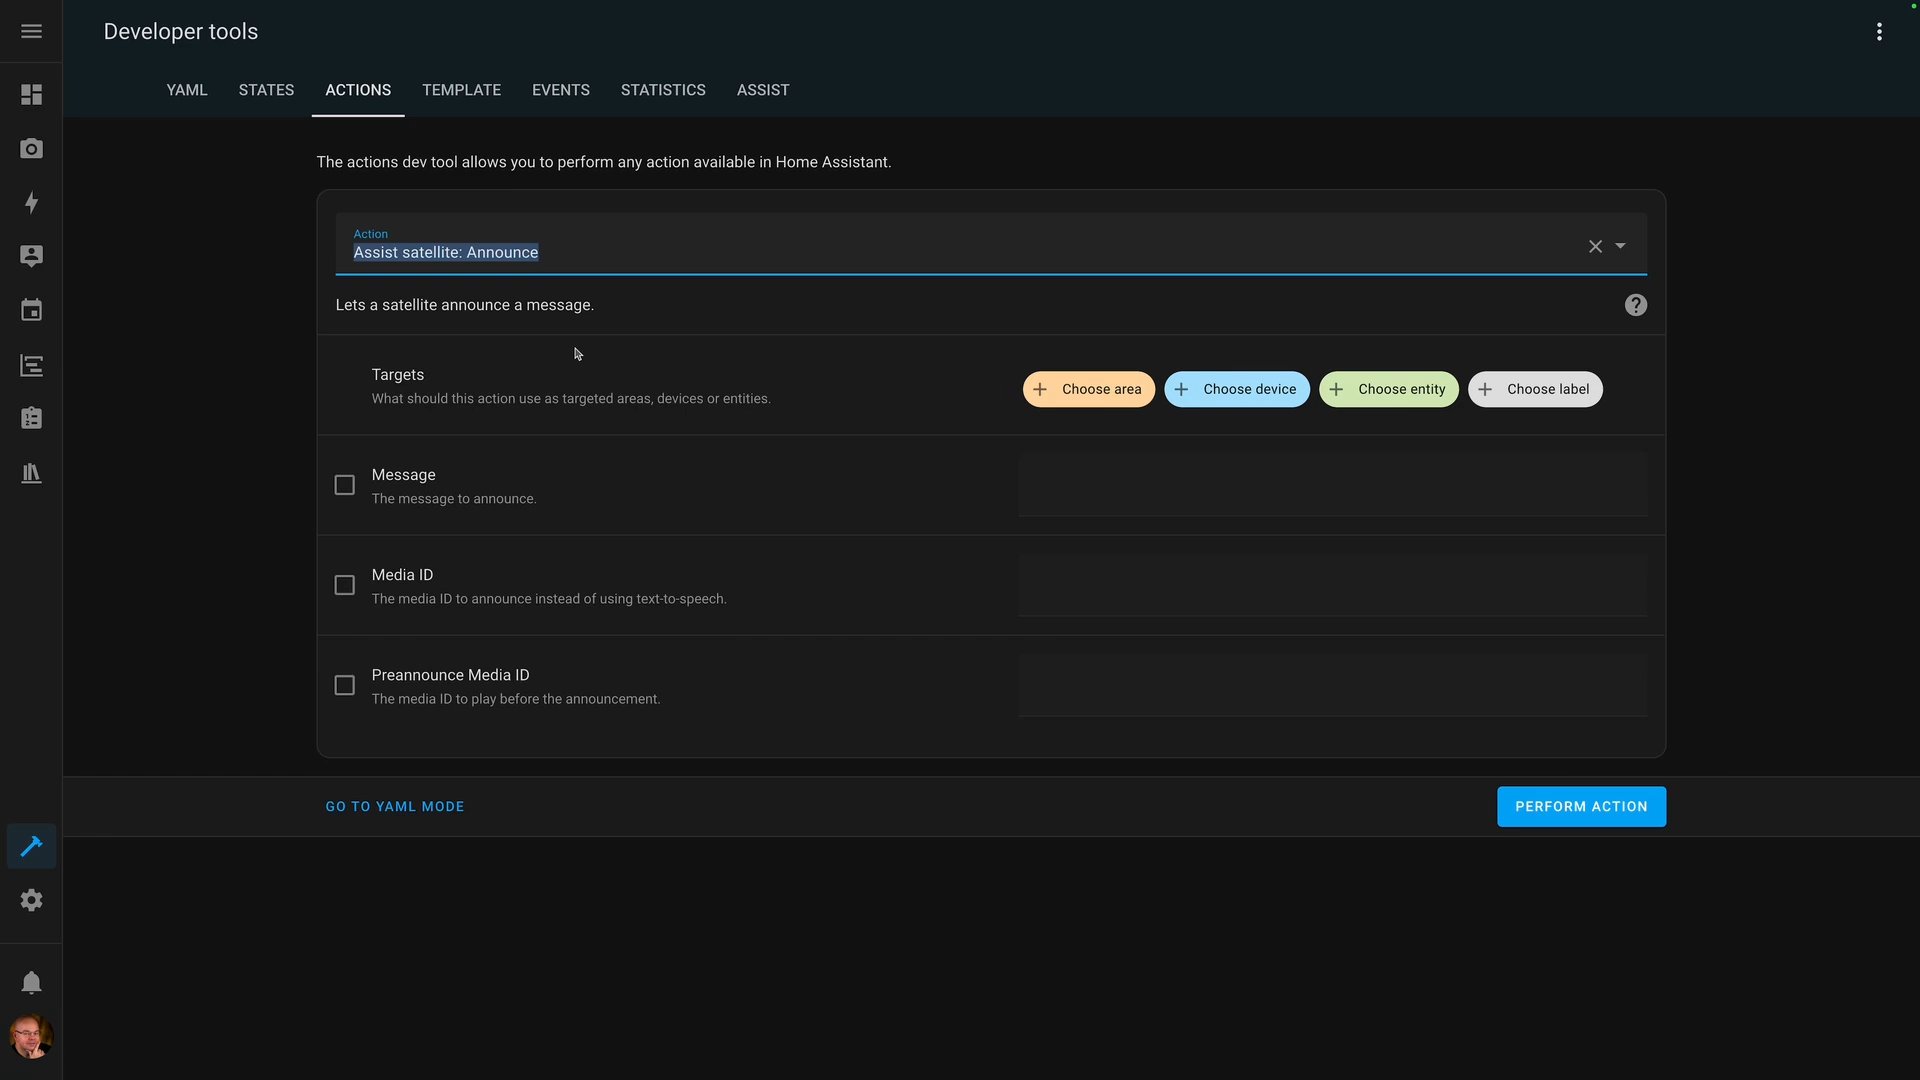 Developer tools
YAML STATES ACTIONS TEMPLATE EVENTS STATISTICS ASSIST
The actions dev tool allows you to perform any action available in Home Assistant.
Action
Assist satellite: Announce
Lets a satellite announce a message.
Targets
What should this action use as targeted areas, devices or entities.
Choose area Choose device Choose entity Choose label
Message
The message to announce.
Media ID
The media ID to announce instead of using text-to-speech.
Preannounce Media ID
The media ID to play before the announcement.
GO TO YAML MODE PERFORM ACTION